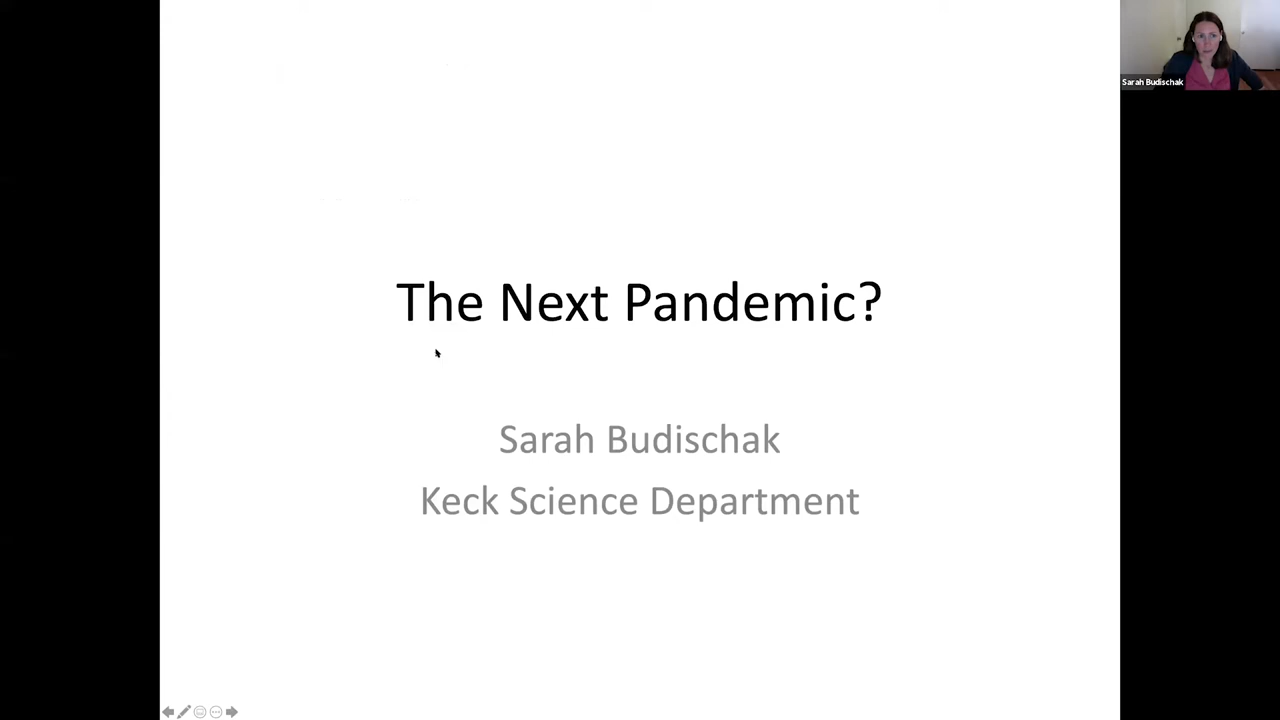 Sarah Budischak
The Next Pandemic?
Sarah Budischak
Keck Science Department